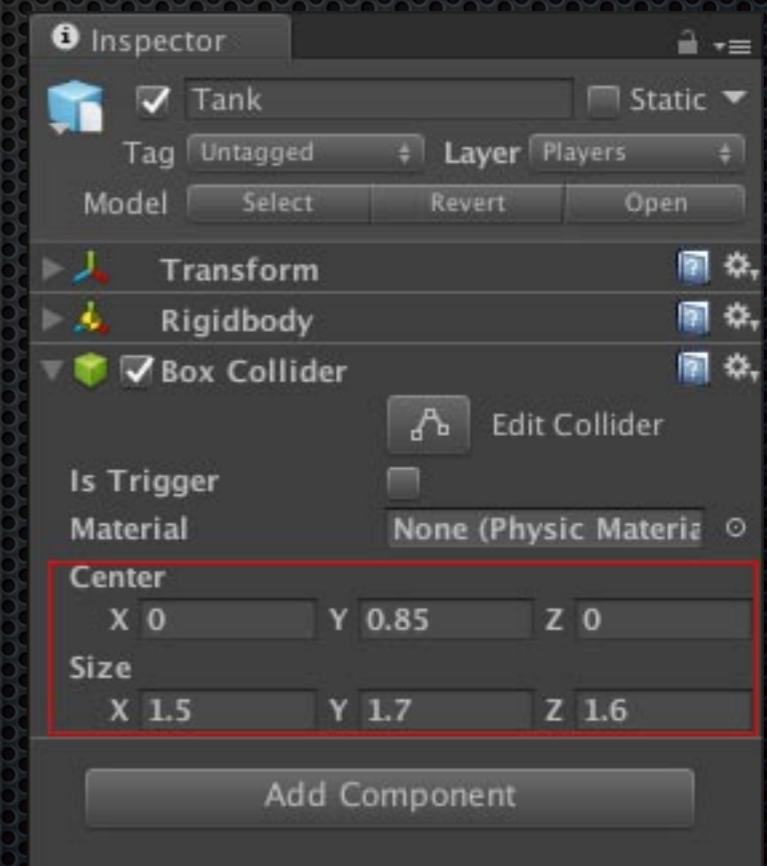 Inspector
Tank Static
Tag Untagged Layer Players
Model Select Revert Open
Transform
Rigidbody
Box Collider
Edit Collider
Is Trigger
Material None (Physic Materia
Center
X 0 Y 0.85 Z 0
Size
X 1.5 Y 1.7 Z 1.6
Add Component